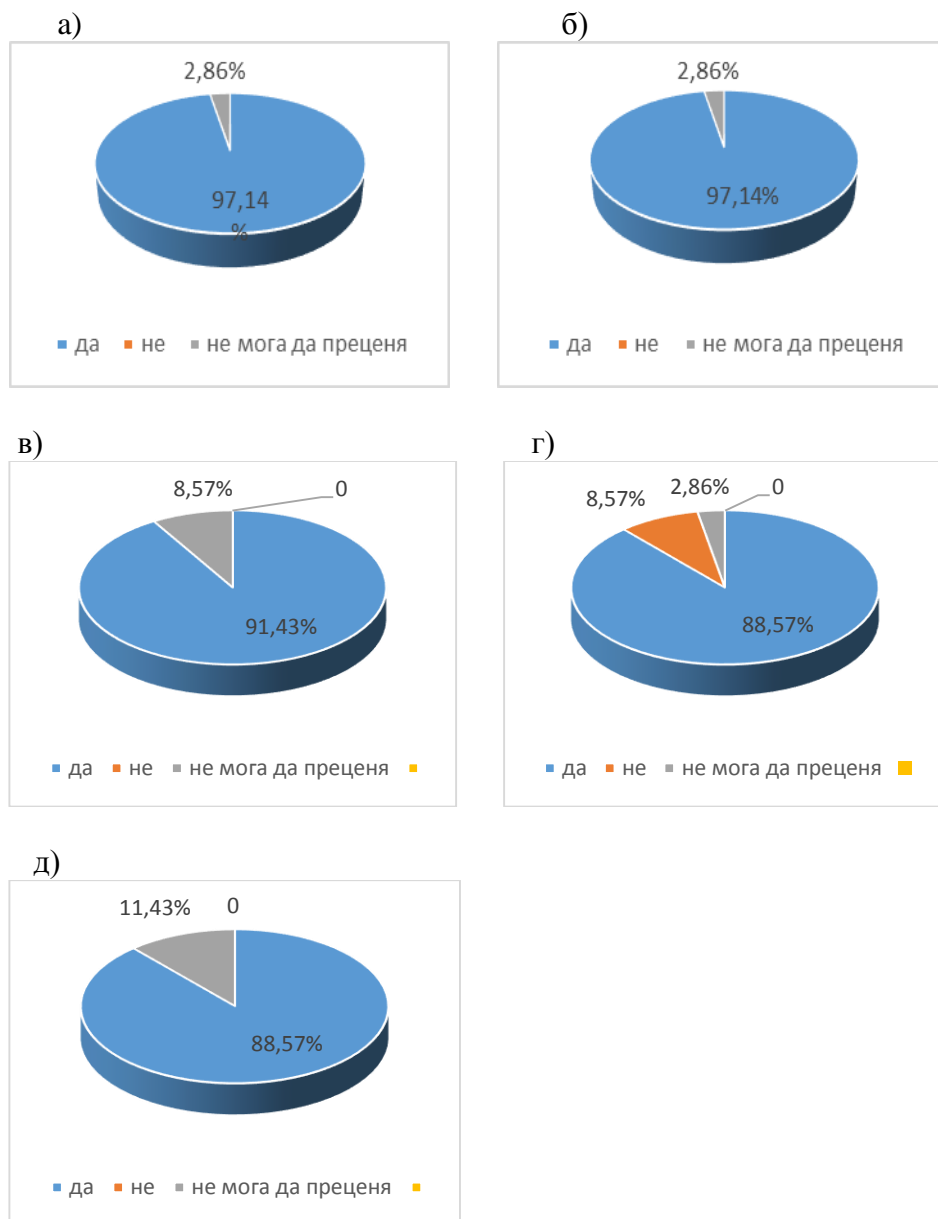 а)
2,86%
97,14
%
да не не мога да преценя
б)
2,86%
97,14%
да не не мога да преценя
в)
8,57% 0
91,43%
да не не мога да преценя
г)
8,57% 2,86% 0
88,57%
да не не мога да преценя
д)
11,43% 0
88,57%
да не не мога да преценя